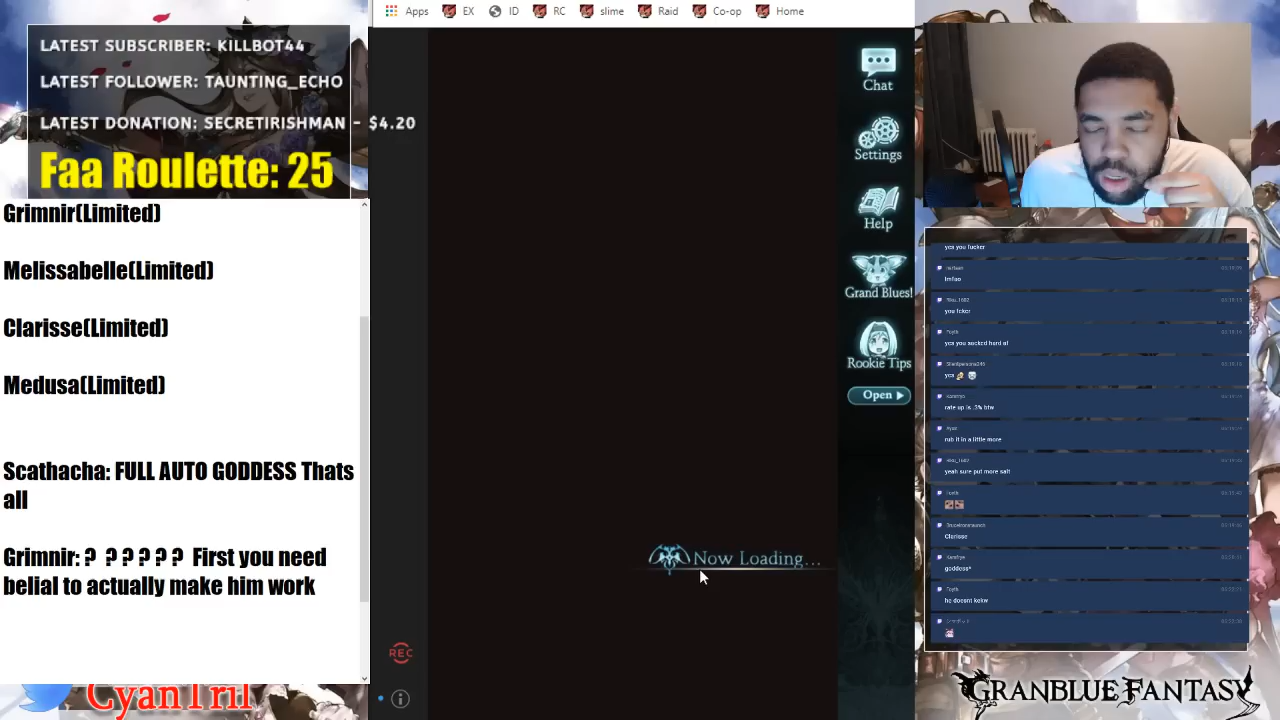 LATEST SUBSCRIBER: KILLBOT44
LATEST FOLLOWER: TAUNTING_ECHO
LATEST DONATION: SECRETIRISHMAN - $4.20
Faa Roulette: 25
Grimnir(Limited)
Melissabelle(Limited)
Clarisse(Limited)
Medusa(Limited)
Scathacha: FULL AUTO GODDESS Thats
all
Grimnir: ? ? ? ? ? ? First you need
belial to actually make him work
CyanTril
Apps EX ID RC slime Raid Co-op Home
Now Loading...
REC
Chat
Settings
Help
Grand Blues!
Rookie Tips
Open
yes you fucker
lmfao
you fcker
yes you sucked hard af
yes
rate up is .3% btw
rub it in a little more
yeah sure put more salt
Clarisse
goddess*
he doesnt kekw
GRANBLUE FANTASY